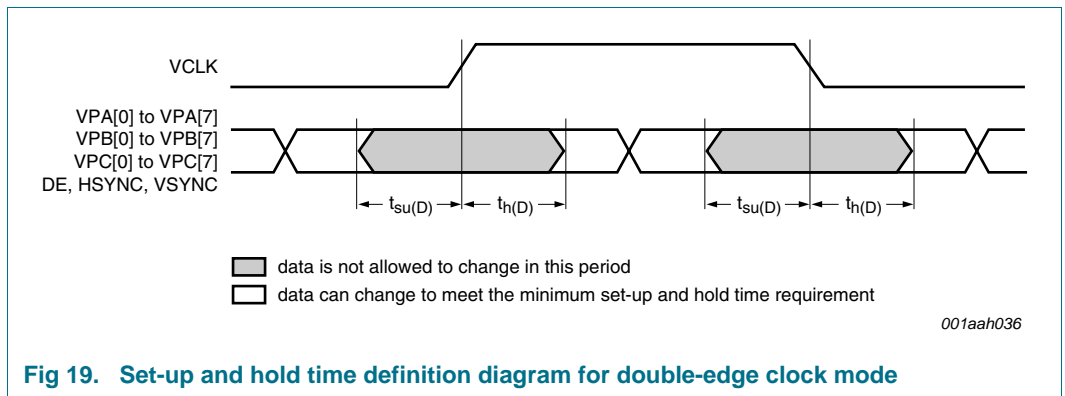 VCLK
VPA[0] to VPA[7]
VPB[0] to VPB[7]
VPC[0] to VPC[7]
DE, HSYNC, VSYNC
tsu(D) th(D) tsu(D) th(D)
data is not allowed to change in this period
data can change to meet the minimum set-up and hold time requirement
001aah036
Fig 19. Set-up and hold time definition diagram for double-edge clock mode